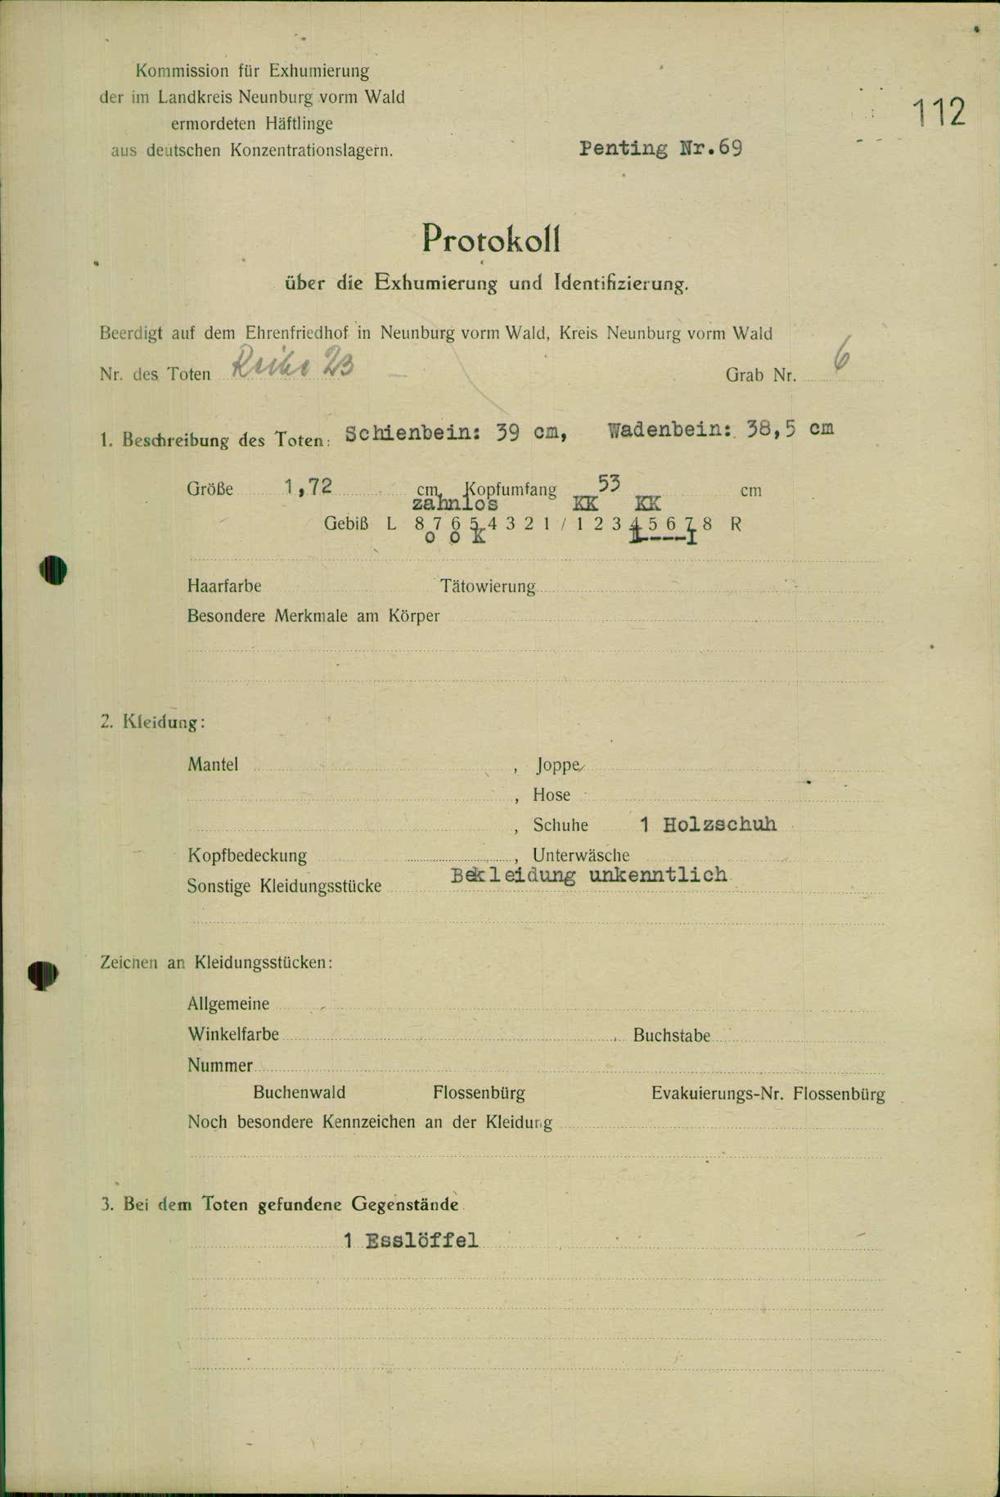 Kommission für Exhumierung
der im Landkreis Neunburg vorm Wald
ermordeten Häftlinge
aus deutschen Konzentrationslagern.
112
Penting Nr.69
Protokoll
über die Exhumierung und Identifizierung.
Beerdigt auf dem Ehrenfriedhof in Neunburg vorm Wald, Kreis Neunburg vorm Wald
Nr. des Toten Reihe 23 Grab Nr. 6
1. Beschreibung des Toten: Schienbein: 39 cm, Wadenbein: 38,5 cm
Größe 1,72 cm, Kopfumfang 53 cm
zahnlos KK KK
Gebiß L 8 7 6 5 4 3 2 1 / 1 2 3 4 5 6 7 8 R
O O K I---I
Haarfarbe Tätowierung
Besondere Merkmale am Körper
2. Kleidung:
Mantel , Joppe
, Hose
, Schuhe 1 Holzschuh
Kopfbedeckung , Unterwäsche
Sonstige Kleidungsstücke Bekleidung unkenntlich
Zeichen an Kleidungsstücken:
Allgemeine
Winkelfarbe , Buchstabe
Nummer
Buchenwald Flossenbürg Evakuierungs-Nr. Flossenbürg
Noch besondere Kennzeichen an der Kleidung
3. Bei dem Toten gefundene Gegenstände
1 Esslöffel